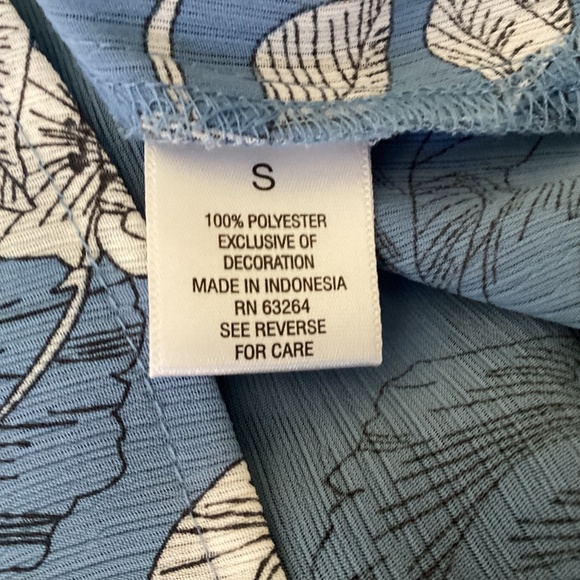 S
100% POLYESTER
EXCLUSIVE OF
DECORATION
MADE IN INDONESIA
RN 63264
SEE REVERSE
FOR CARE